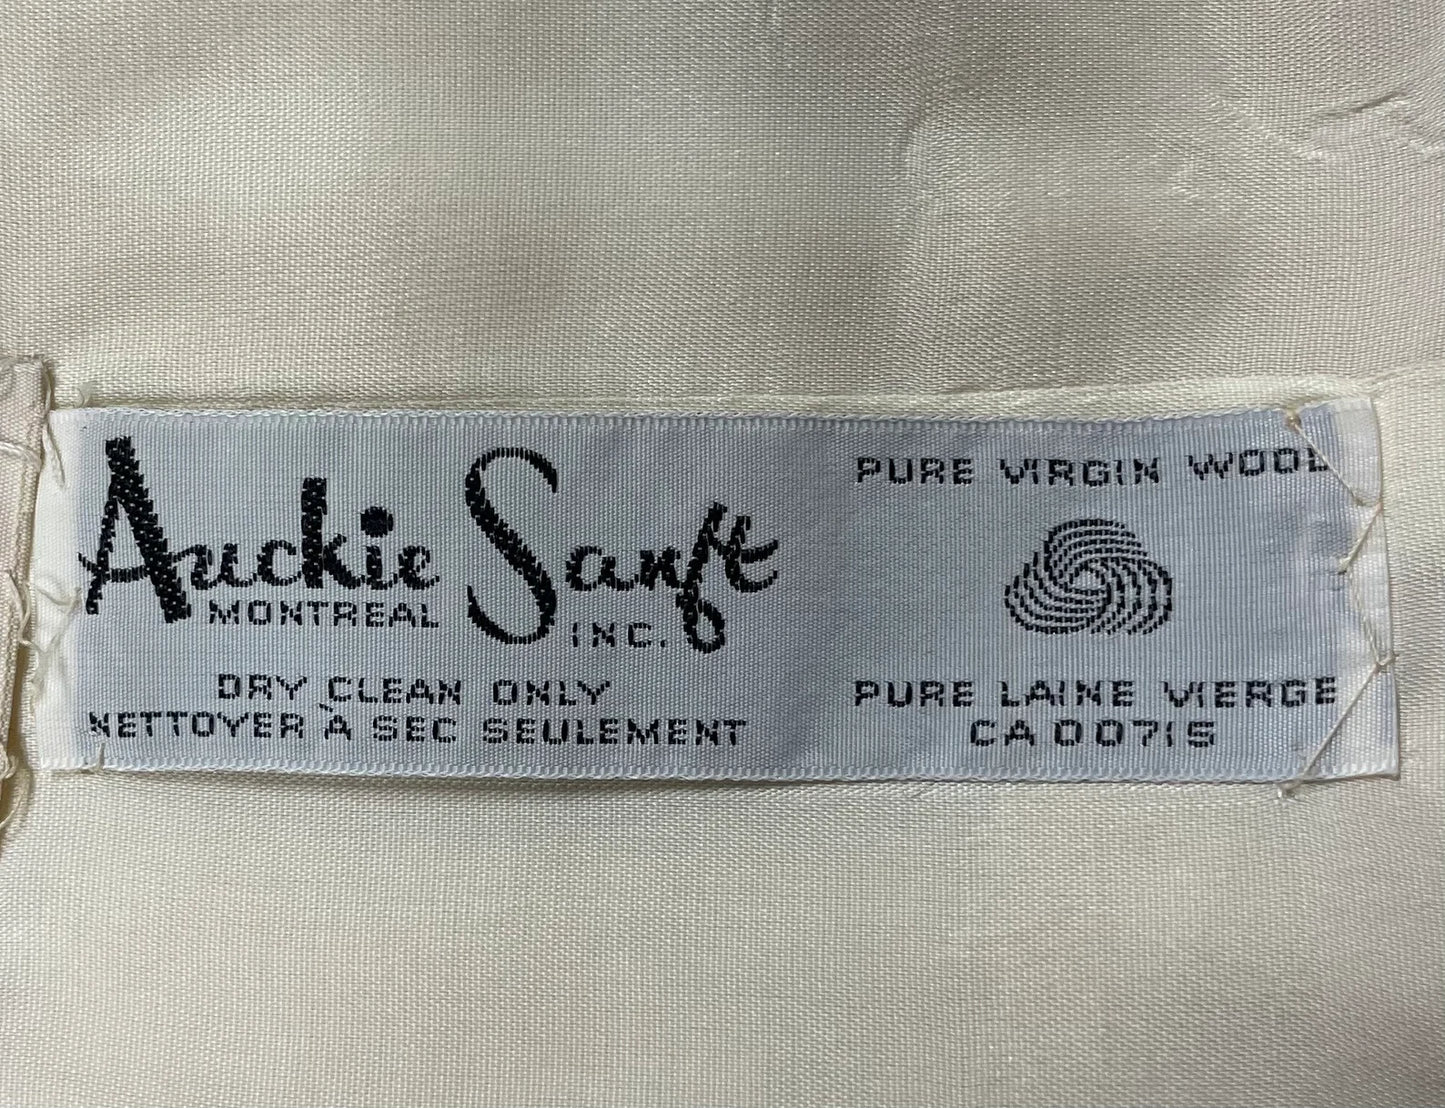 Auckie Sanft
MONTREAL INC.
DRY CLEAN ONLY
NETTOYER À SEC SEULEMENT
PURE VIRGIN WOOL
PURE LAINE VIERGE
CA 00715